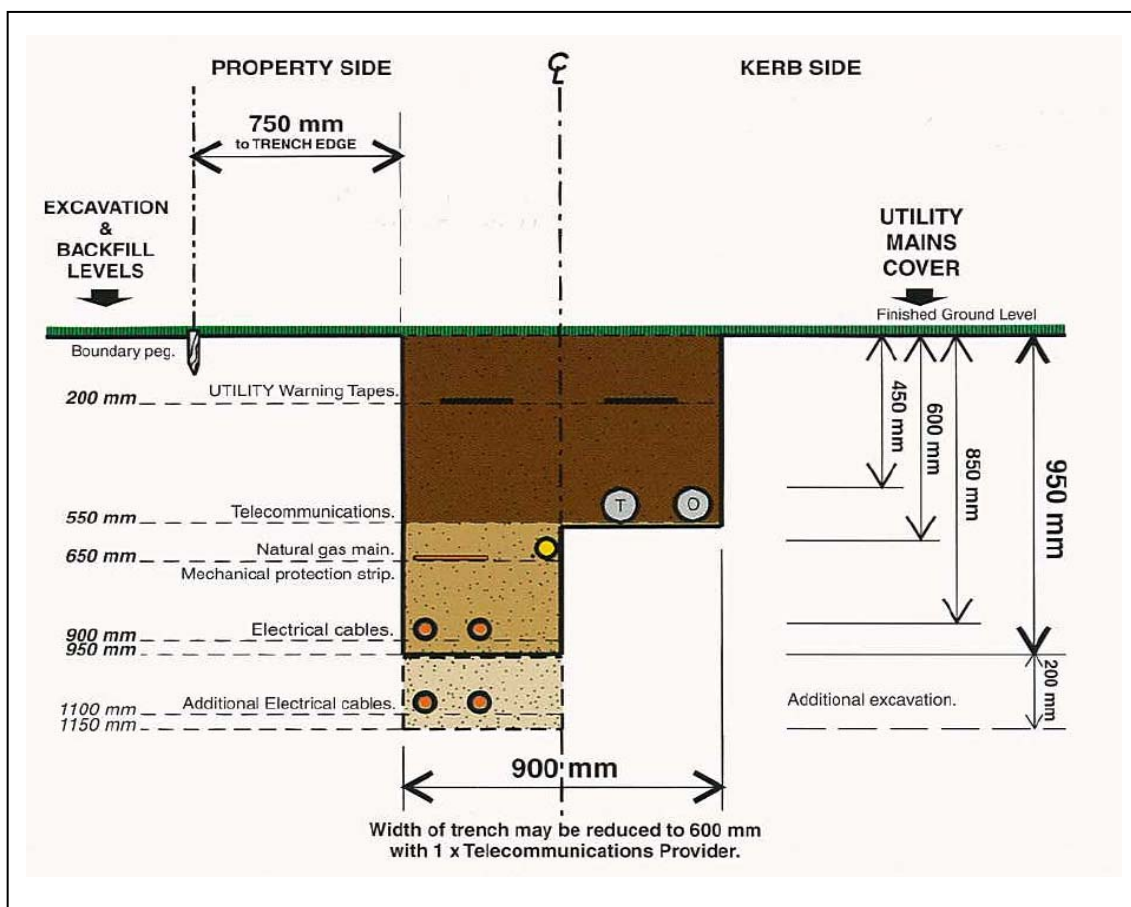 PROPERTY SIDE
℄
KERB SIDE
750 mm
to TRENCH EDGE
EXCAVATION
&
BACKFILL
LEVELS
UTILITY
MAINS
COVER
Finished Ground Level
Boundary peg.
200 mm
UTILITY Warning Tapes.
450 mm
600 mm
850 mm
950 mm
550 mm
Telecommunications.
T
O
Natural gas main.
650 mm
Mechanical protection strip.
900 mm
Electrical cables.
950 mm
200 mm
1100 mm
Additional Electrical cables.
Additional excavation.
1150 mm
900 mm
Width of trench may be reduced to 600 mm
with 1 x Telecommunications Provider.